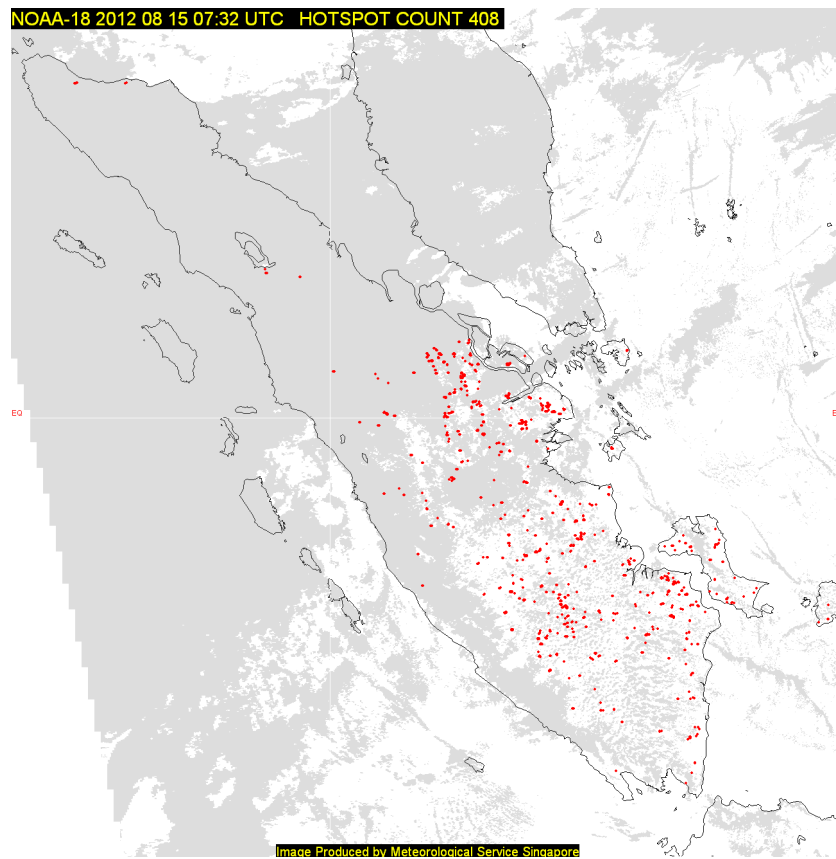 NOAA-18 2012 08 15 07:32 UTC HOTSPOT COUNT 408
EQ
E
Image Produced by Meteorological Service Singapore